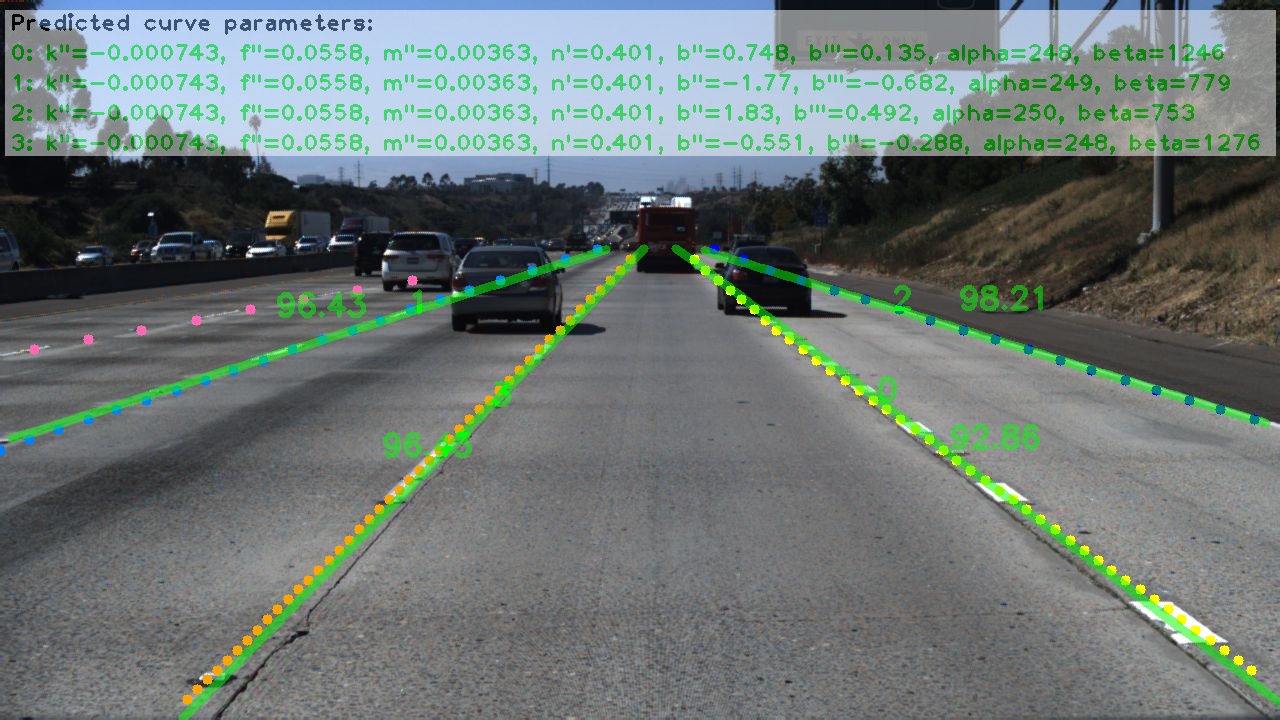 Predicted curve parameters:
0: k''=-0.000743, f''=0.0558, m''=0.00363, n'=0.401, b''=0.748, b'''=0.135, alpha=248, beta=1246
1: k''=-0.000743, f''=0.0558, m''=0.00363, n'=0.401, b''=-1.77, b'''=-0.682, alpha=249, beta=779
2: k''=-0.000743, f''=0.0558, m''=0.00363, n'=0.401, b''=1.83, b'''=0.492, alpha=250, beta=753
3: k''=-0.000743, f''=0.0558, m''=0.00363, n'=0.401, b''=-0.551, b'''=-0.288, alpha=248, beta=1276
EXIT ONLY
96.43 1
2 98.21
0
92.86